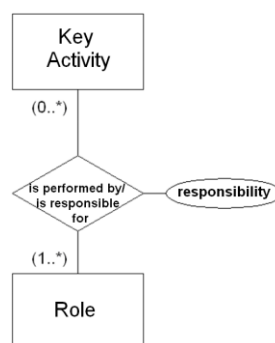 Key
Activity
(0..*)
is performed by/
is responsible
for
responsibility
(1..*)
Role